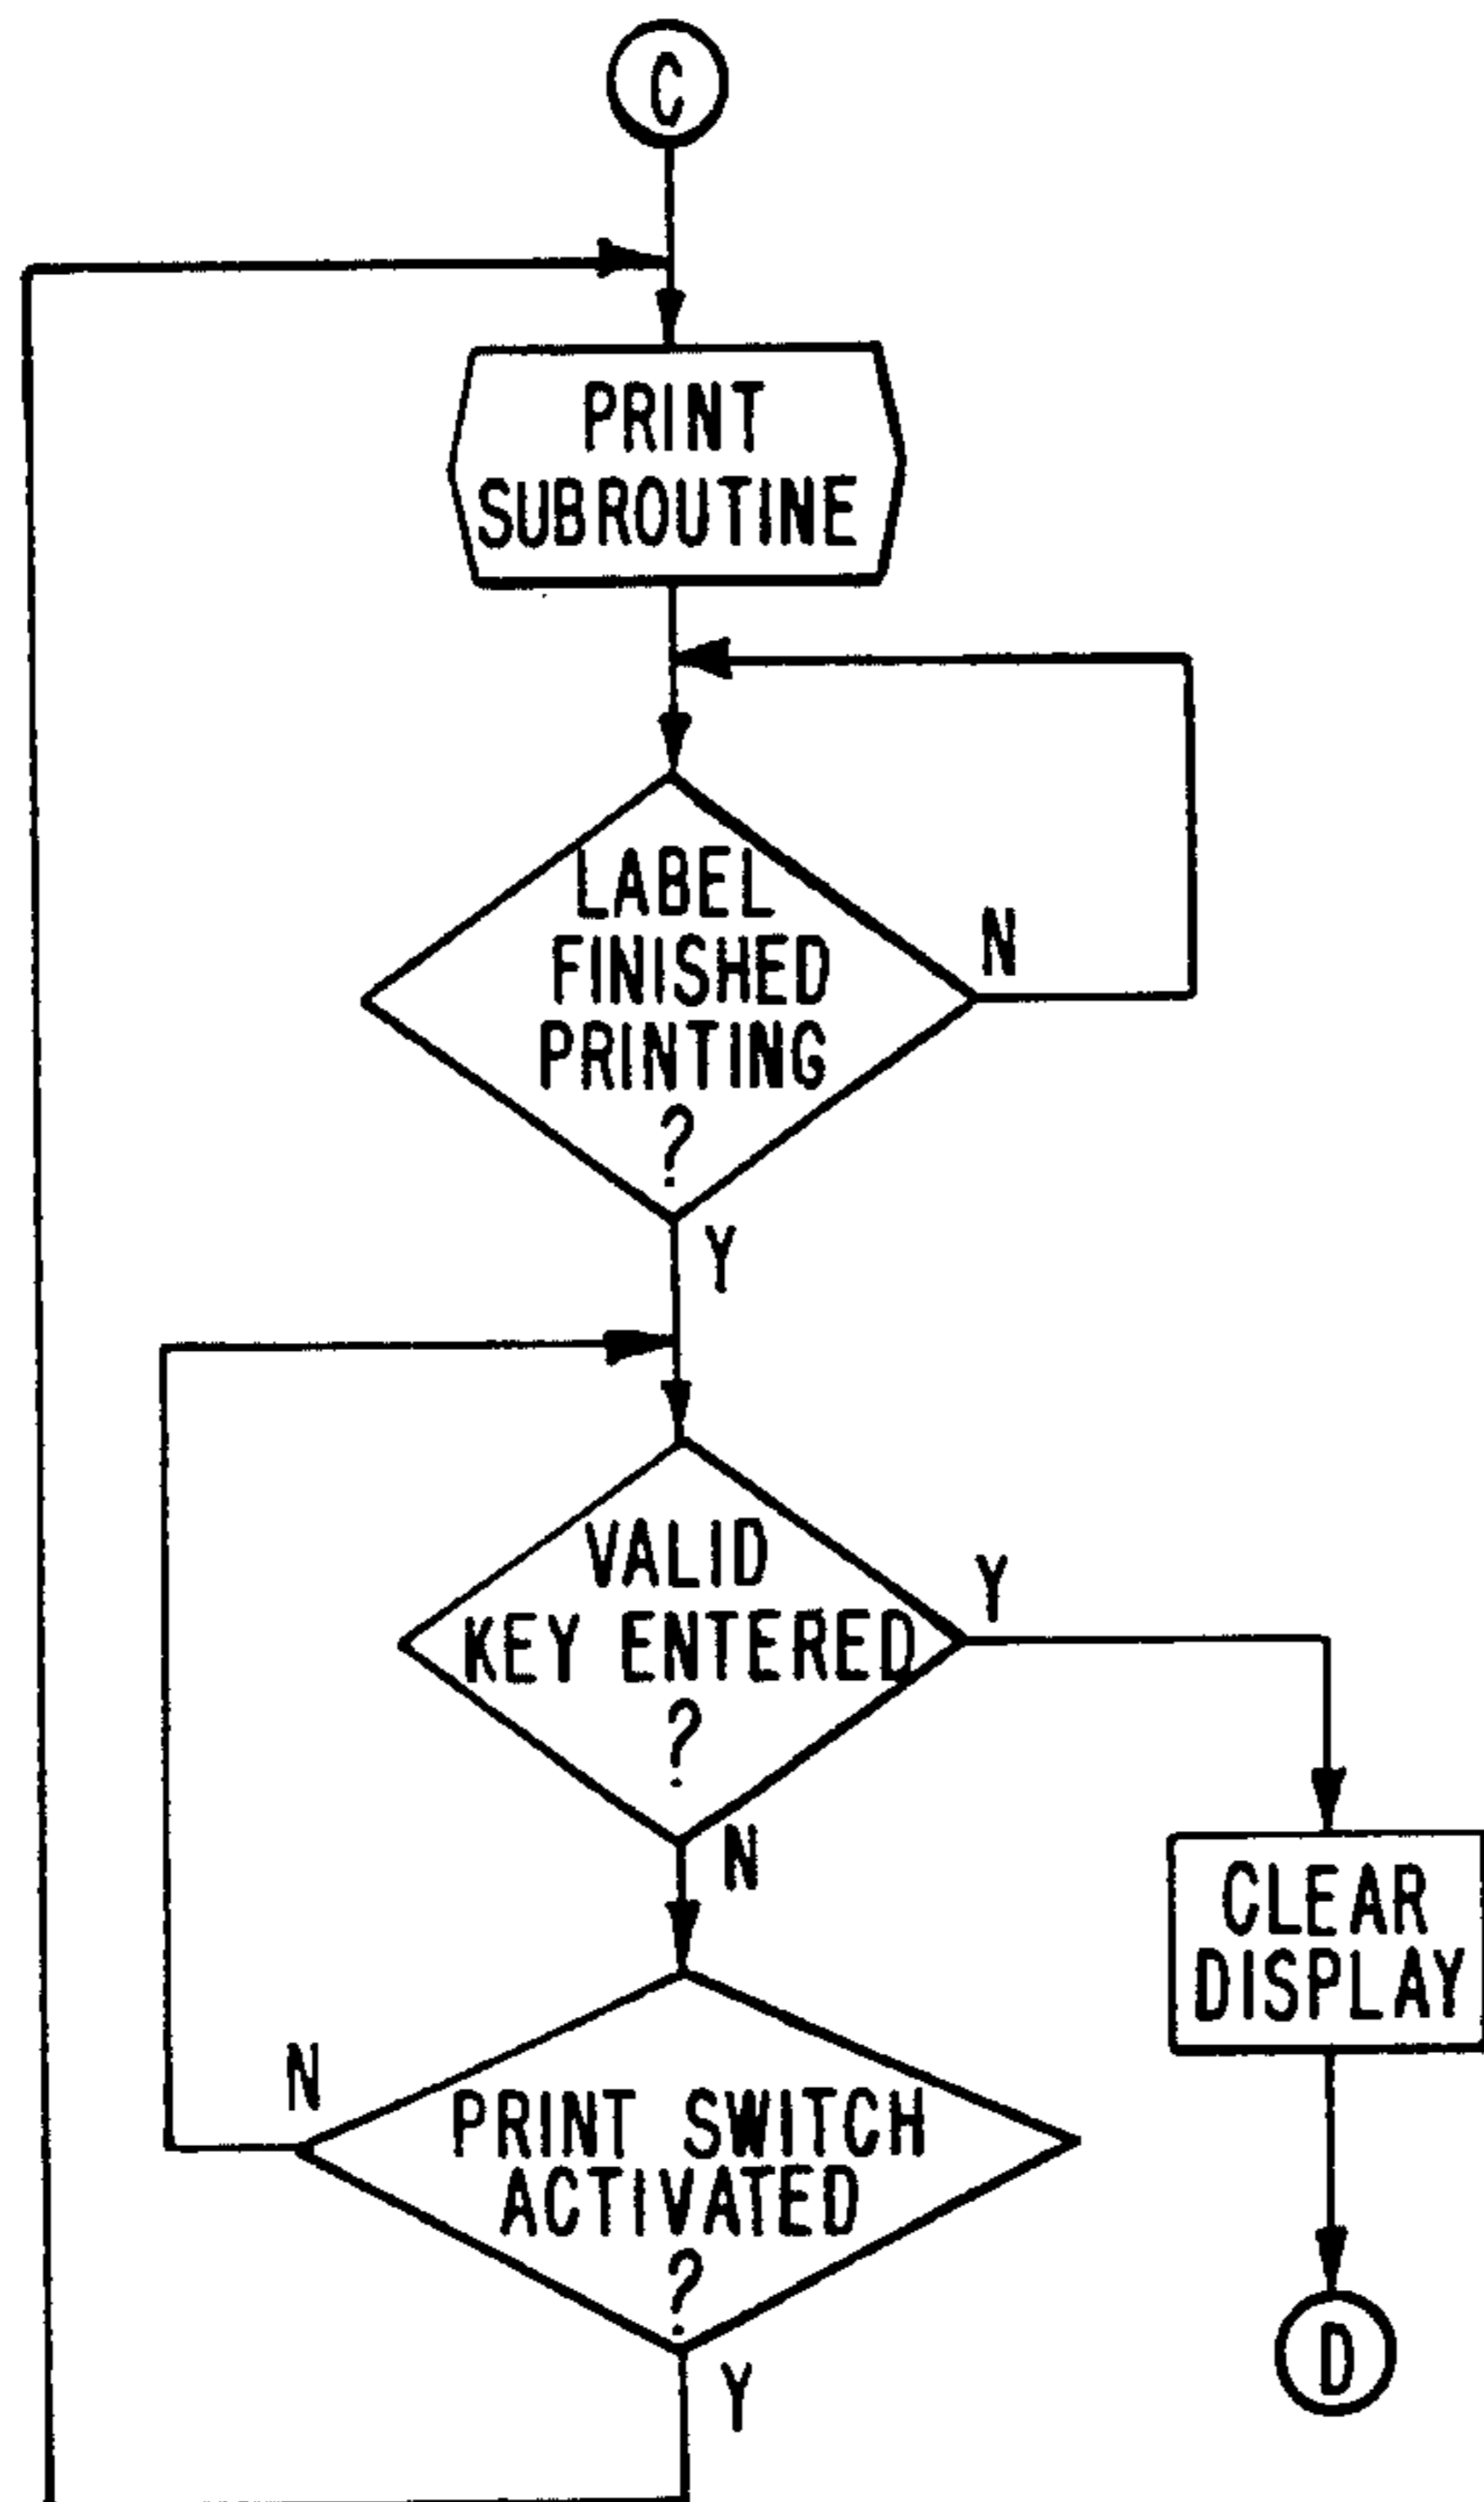 C
PRINT
SUBROUTINE
LABEL
FINISHED
PRINTING
?
N
Y
VALID
KEY ENTERED
?
Y
N
CLEAR
DISPLAY
N
PRINT SWITCH
ACTIVATED
?
Y
D